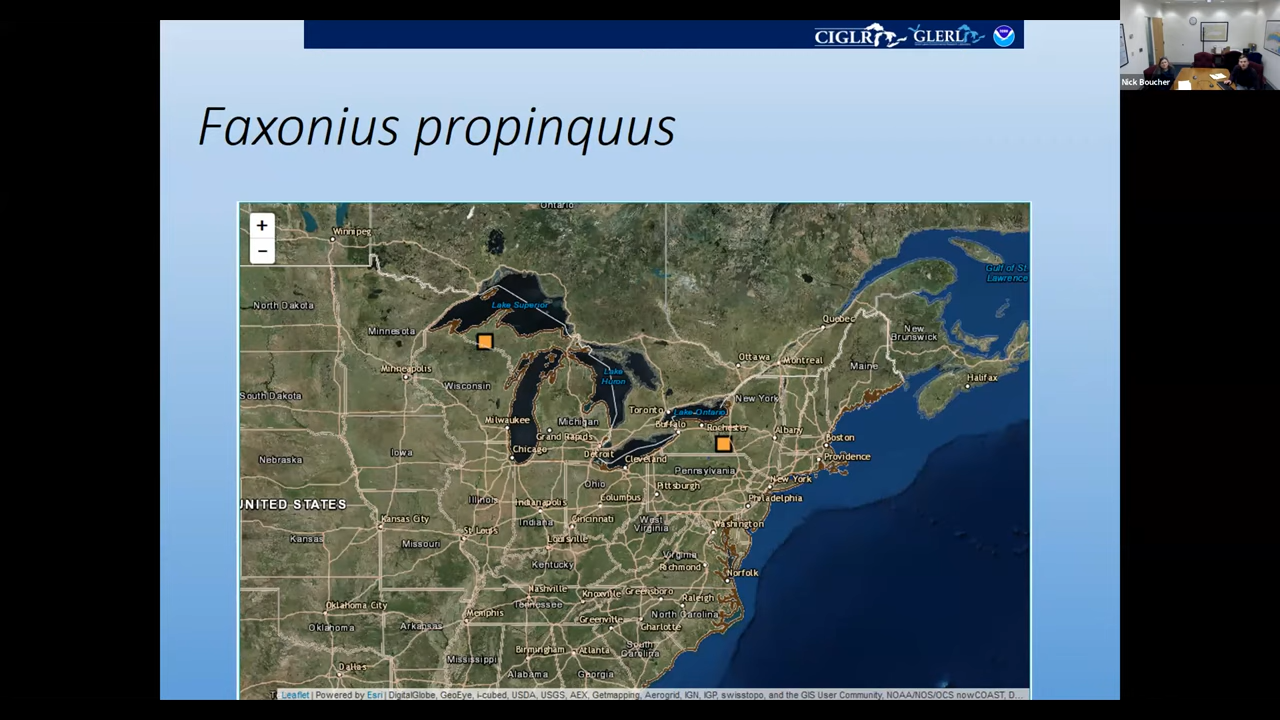 CIGLR GLERL
Nick Boucher
Faxonius propinquus
+
−
Ontario
Winnipeg
Gulf of St.
Lawrence
North Dakota
Lake Superior
Minnesota
Quebec
New
Brunswick
Ottawa
Montreal
Maine
Minneapolis
Wisconsin
Lake
Huron
Halifax
South Dakota
New York
Toronto
Lake Ontario
Milwaukee
Michigan
Buffalo
Rochester
Albany
Grand Rapids
Boston
Iowa
Chicago
Detroit
Cleveland
Providence
Nebraska
Pennsylvania
New York
Ohio
Pittsburgh
Philadelphia
UNITED STATES
Illinois
Indianapolis
Columbus
Kansas City
Indiana
Cincinnati
West
Virginia
Washington
Kansas
Missouri
St. Louis
Louisville
Virginia
Richmond
Kentucky
Norfolk
Nashville
Knoxville
Greensboro
Raleigh
Oklahoma City
Tennessee
Memphis
Greenville
North Carolina
Oklahoma
Arkansas
Charlotte
Birmingham
Atlanta
South
Carolina
Mississippi
Dallas
Alabama
Georgia
Leaflet | Powered by Esri | DigitalGlobe, GeoEye, i-cubed, USDA, USGS, AEX, Getmapping, Aerogrid, IGN, IGP, swisstopo, and the GIS User Community, NOAA/NOS/OCS nowCOAST, D...